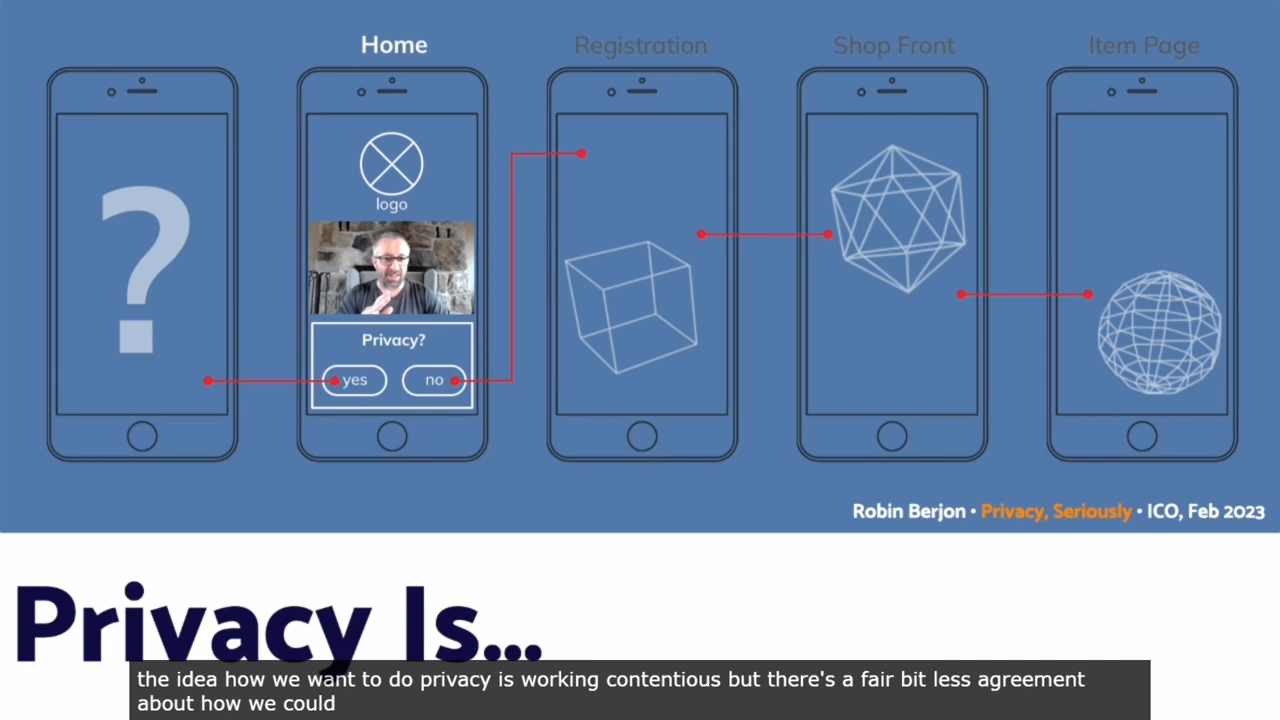 Home
Registration
Shop Front
Item Page
?
logo
Privacy?
yes
no
Robin Berjon • Privacy, Seriously • ICO, Feb 2023
Privacy Is...
the idea how we want to do privacy is working contentious but there's a fair bit less agreement
about how we could